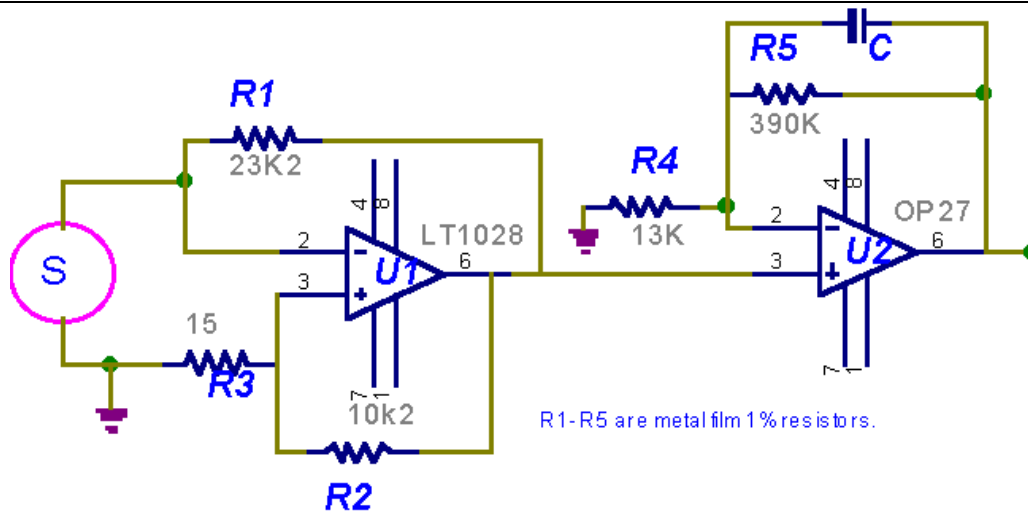 R5
C
390K
R1
23K2
R4
13K
4
8
OP27
2
U2
6
3
7
1
S
4
8
LT1028
2
U1
6
3
7
1
15
R3
10k2
R2
R1-R5 are metal film 1% resistors.